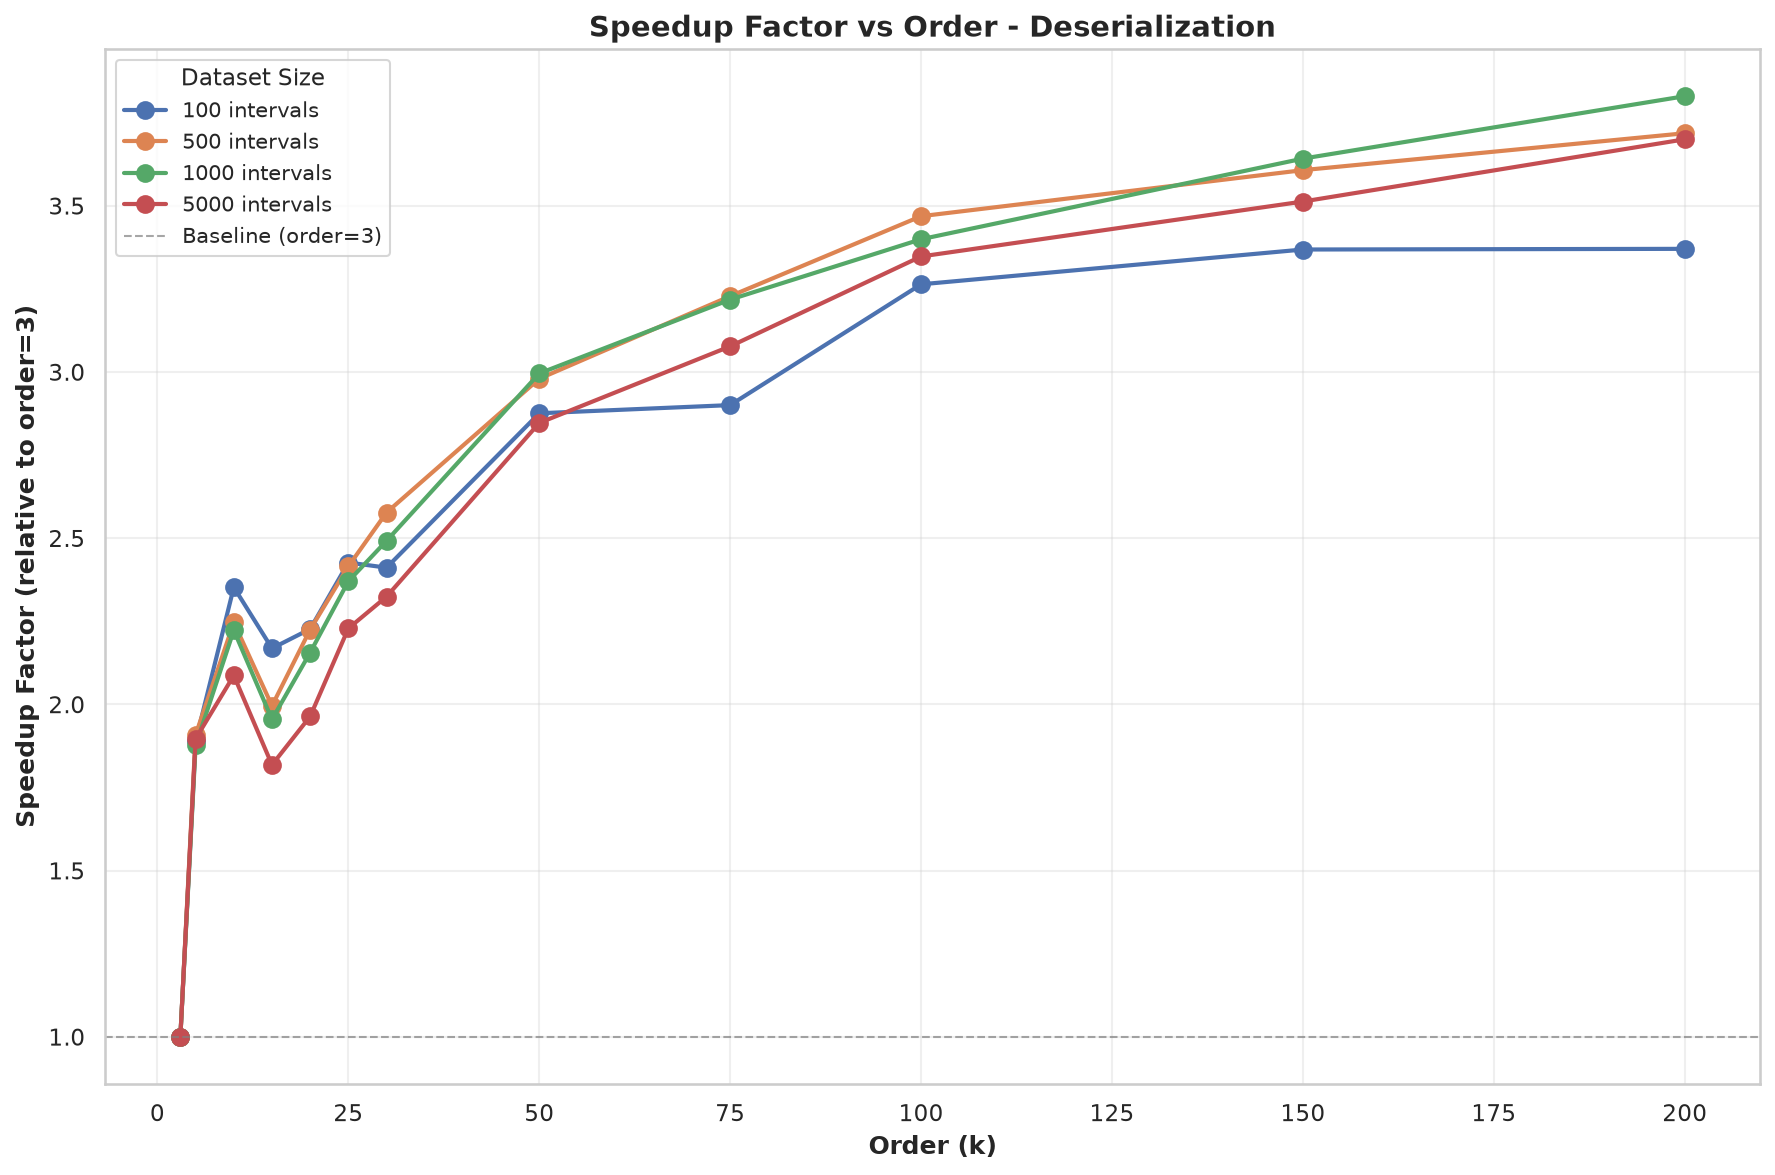 Speedup Factor vs Order - Deserialization
Dataset Size
100 intervals
500 intervals
1000 intervals
5000 intervals
Baseline (order=3)
Speedup Factor (relative to order=3)
3.5
3.0
2.5
2.0
1.5
1.0
0 25 50 75 100 125 150 175 200
Order (k)